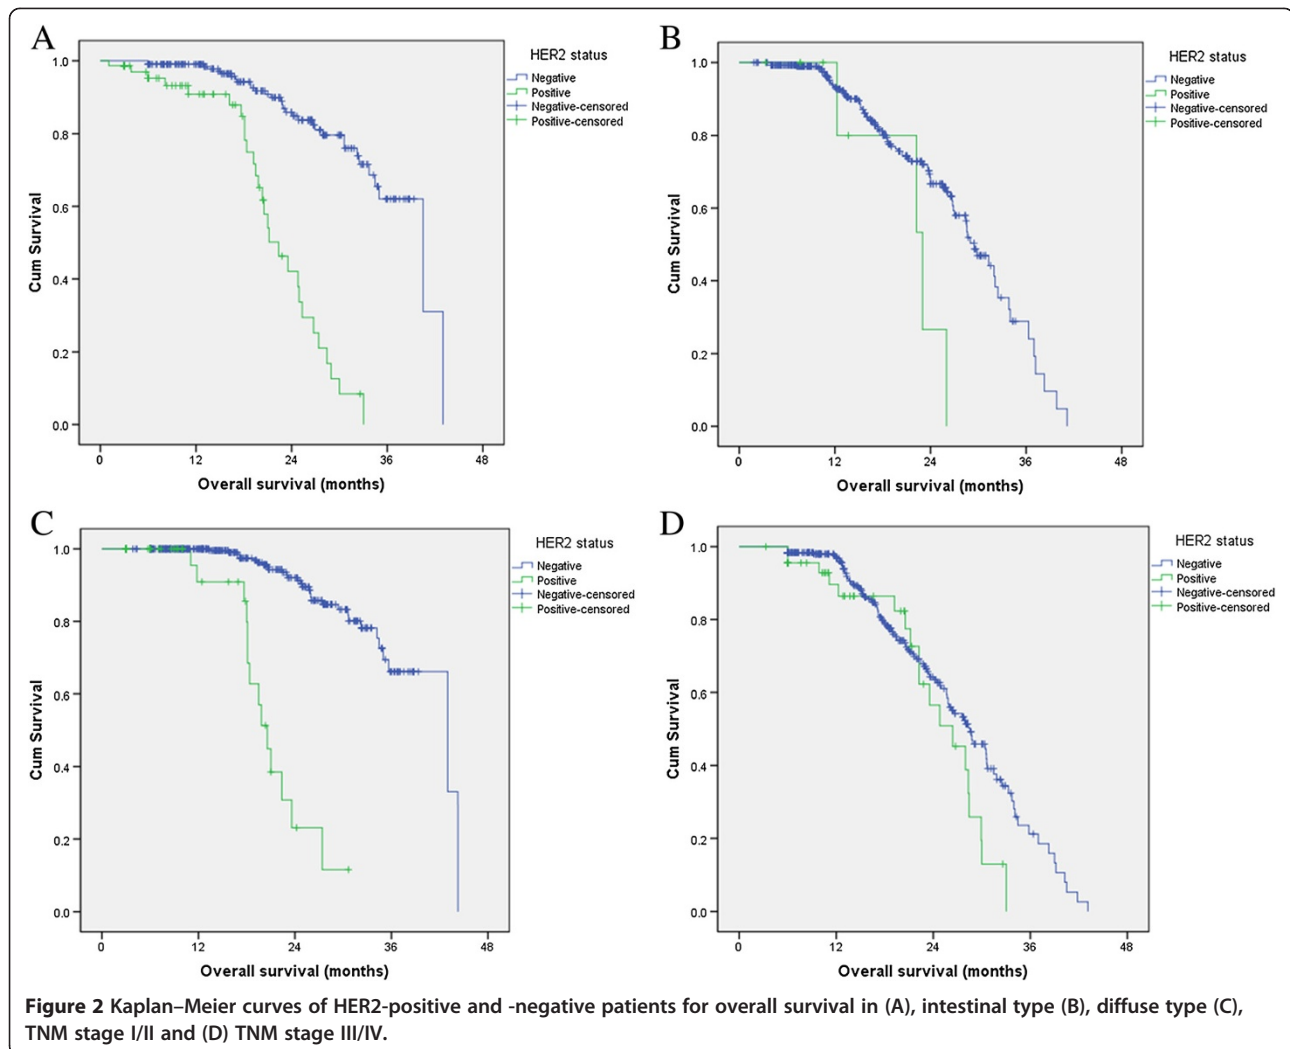 A
HER2 status
Negative
Positive
Negative-censored
Positive-censored
Cum Survival
1.0
0.8
0.6
0.4
0.2
0.0
0 12 24 36 48
Overall survival (months)
B
HER2 status
Negative
Positive
Negative-censored
Positive-censored
Cum Survival
1.0
0.8
0.6
0.4
0.2
0.0
0 12 24 36 48
Overall survival (months)
C
HER2 status
Negative
Positive
Negative-censored
Positive-censored
Cum Survival
1.0
0.8
0.6
0.4
0.2
0.0
0 12 24 36 48
Overall survival (months)
D
HER2 status
Negative
Positive
Negative-censored
Positive-censored
Cum Survival
1.0
0.8
0.6
0.4
0.2
0.0
0 12 24 36 48
Overall survival (months)
Figure 2 Kaplan–Meier curves of HER2-positive and -negative patients for overall survival in (A), intestinal type (B), diffuse type (C),
TNM stage I/II and (D) TNM stage III/IV.